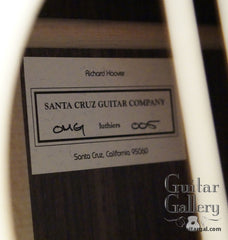 Richard Hoover
SANTA CRUZ GUITAR COMPANY
OMG luthiers 005
Santa Cruz, California 95060
Guitar
Gallery